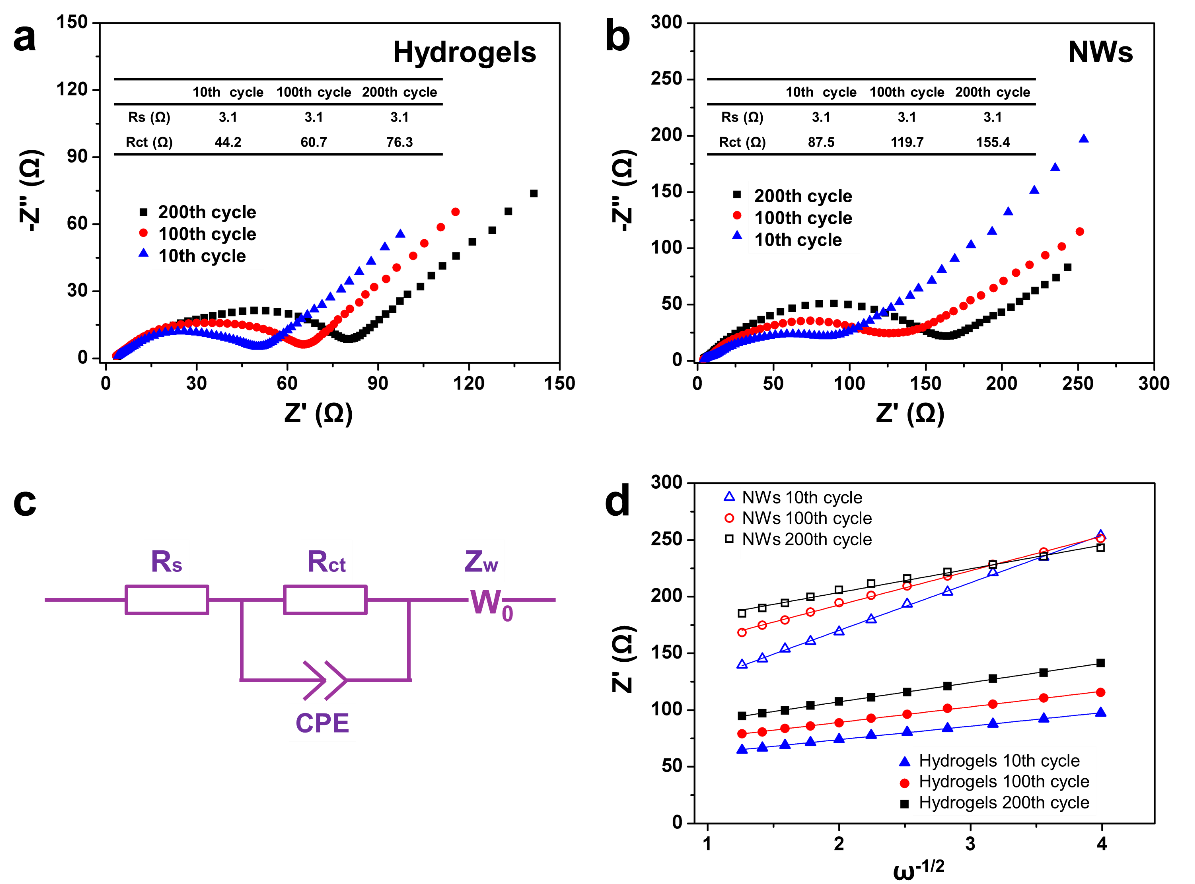 a
Hydrogels
10th cycle 100th cycle 200th cycle
Rs (Ω) 3.1 3.1 3.1
Rct (Ω) 44.2 60.7 76.3
200th cycle
100th cycle
10th cycle
-Z'' (Ω)
150
120
90
60
30
0
0 30 60 90 120 150
Z' (Ω)
b
NWs
10th cycle 100th cycle 200th cycle
Rs (Ω) 3.1 3.1 3.1
Rct (Ω) 87.5 119.7 155.4
200th cycle
100th cycle
10th cycle
-Z'' (Ω)
300
250
200
150
100
50
0
0 50 100 150 200 250 300
Z' (Ω)
c
Rs Rct Zw
W0
CPE
d
NWs 10th cycle
NWs 100th cycle
NWs 200th cycle
Hydrogels 10th cycle
Hydrogels 100th cycle
Hydrogels 200th cycle
Z' (Ω)
300
250
200
150
100
50
0
1 2 3 4
ω-1/2